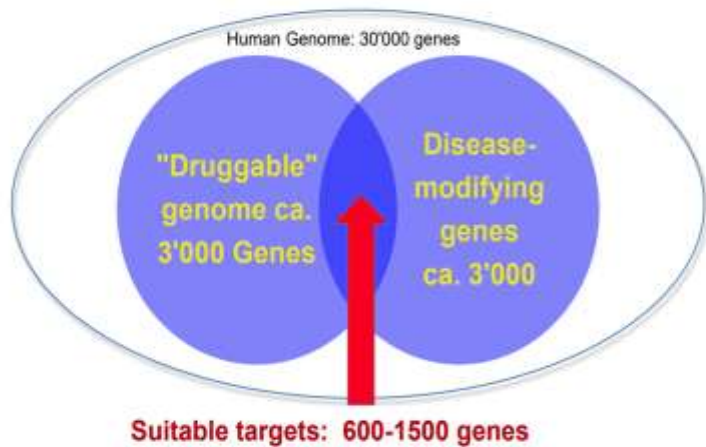 Human Genome: 30'000 genes
"Druggable"
genome ca.
3'000 Genes
Disease-
modifying
genes
ca. 3'000
Suitable targets: 600-1500 genes